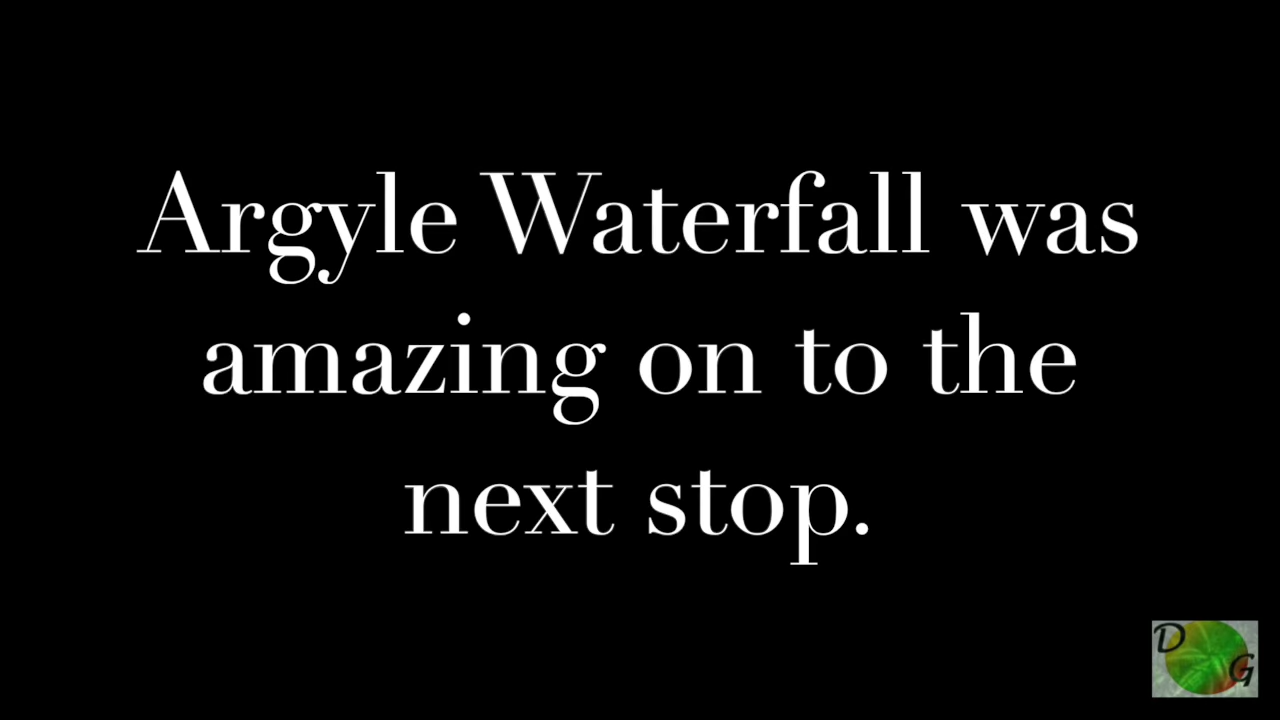 Argyle Waterfall was
amazing on to the
next stop.
D
G